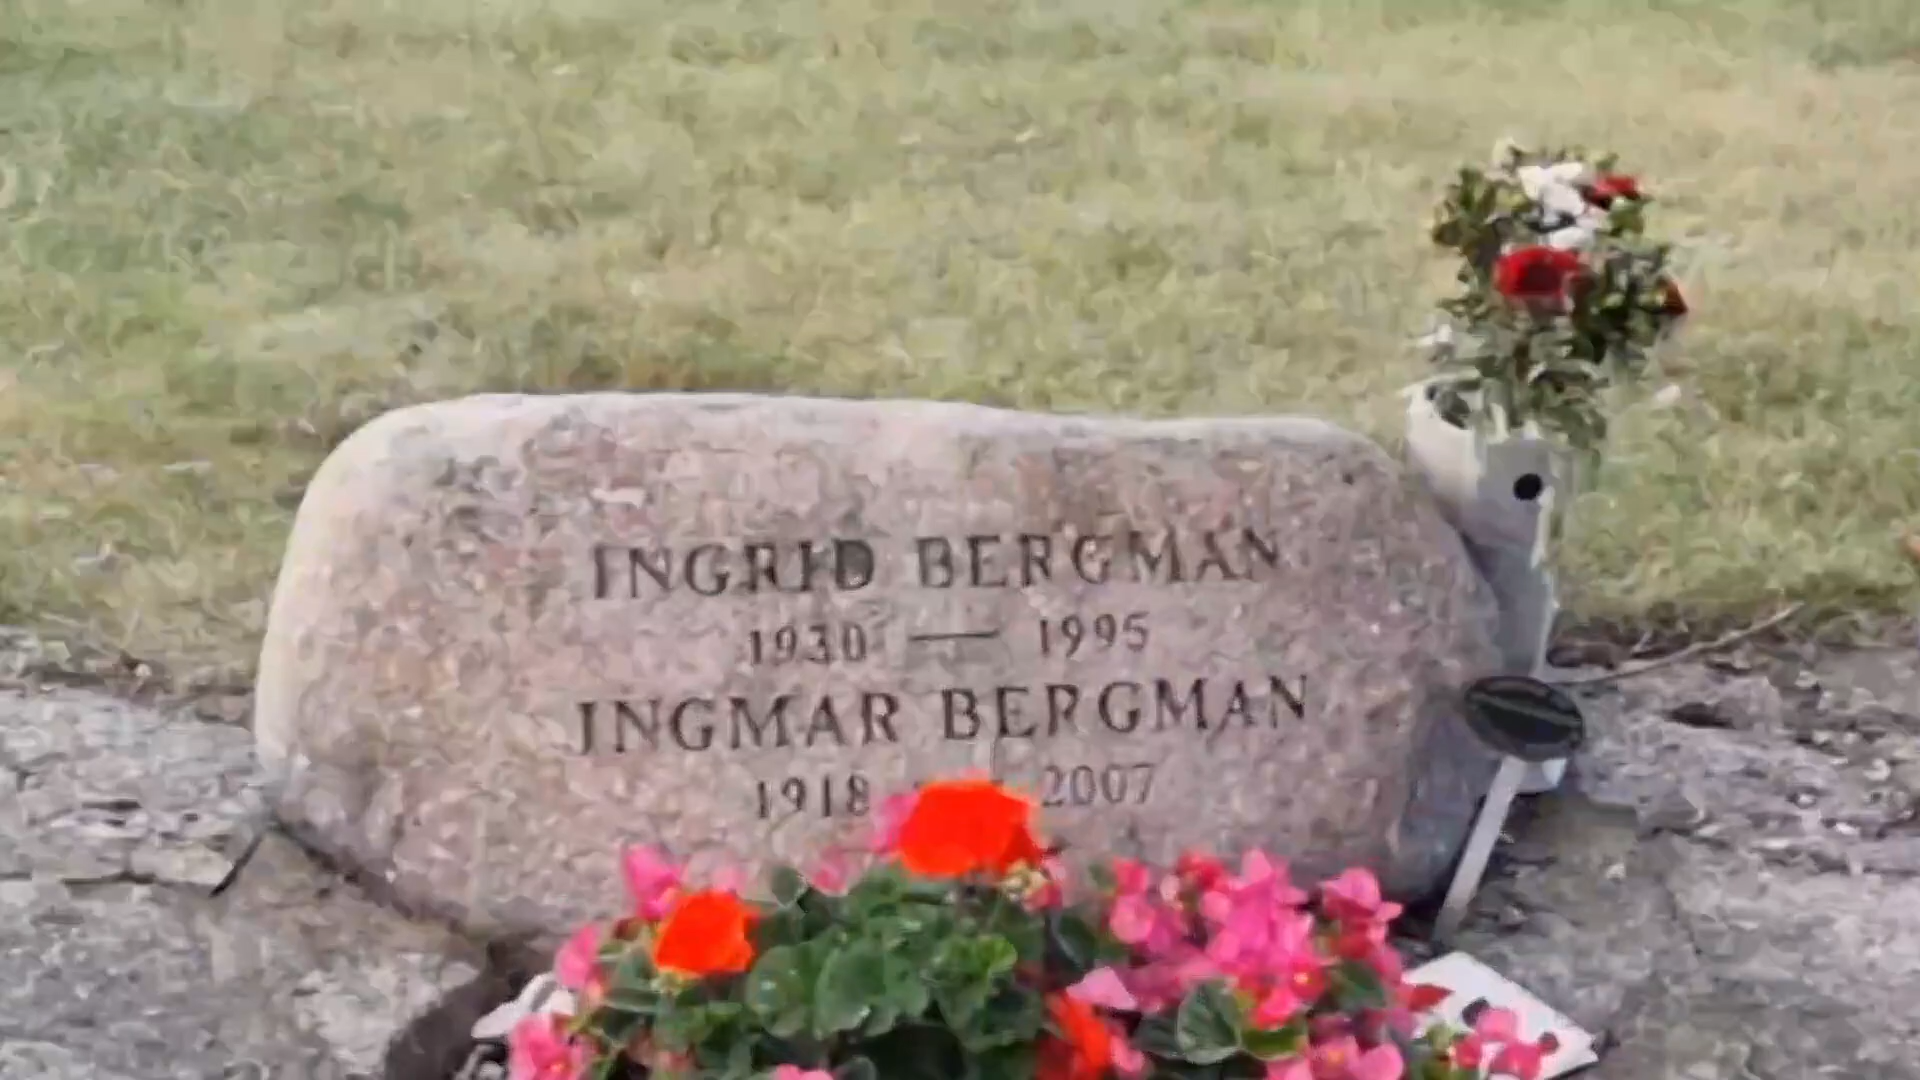 INGRID BERGMAN
1930 — 1995
INGMAR BERGMAN
1918 — 2007